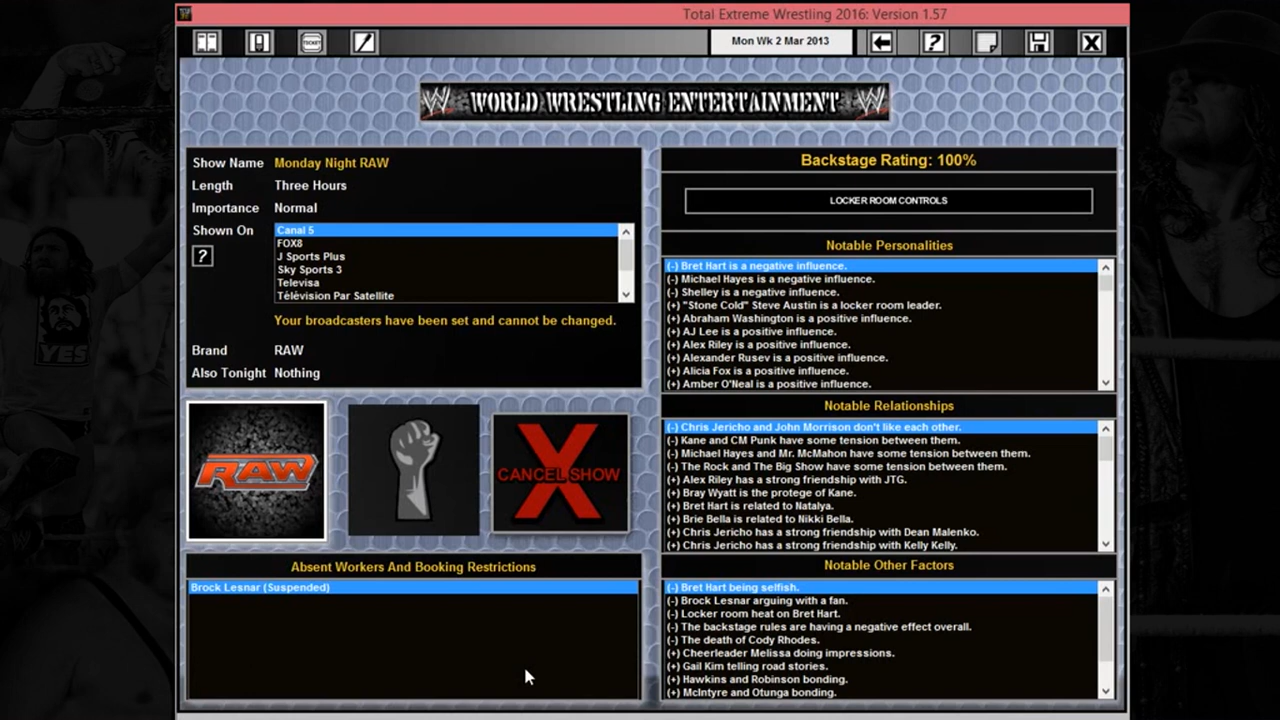 Total Extreme Wrestling 2016: Version 1.57
TICKET
Mon Wk 2 Mar 2013
?
X
W WORLD WRESTLING ENTERTAINMENT W
Show Name Monday Night RAW
Length Three Hours
Importance Normal
Shown On Canal 5
FOX8
? J Sports Plus
Sky Sports 3
Televisa
Télévision Par Satellite
Your broadcasters have been set and cannot be changed.
Brand RAW
Also Tonight Nothing
RAW
CANCEL SHOW
Absent Workers And Booking Restrictions
Brock Lesnar (Suspended)
Backstage Rating: 100%
LOCKER ROOM CONTROLS
Notable Personalities
(-) Bret Hart is a negative influence.
(-) Michael Hayes is a negative influence.
(-) Shelley is a negative influence.
(+) "Stone Cold" Steve Austin is a locker room leader.
(+) Abraham Washington is a positive influence.
(+) AJ Lee is a positive influence.
(+) Alex Riley is a positive influence.
(+) Alexander Rusev is a positive influence.
(+) Alicia Fox is a positive influence.
(+) Amber O'Neal is a positive influence.
Notable Relationships
(-) Chris Jericho and John Morrison don't like each other.
(-) Kane and CM Punk have some tension between them.
(-) Michael Hayes and Mr. McMahon have some tension between them.
(-) The Rock and The Big Show have some tension between them.
(+) Alex Riley has a strong friendship with JTG.
(+) Bray Wyatt is the protege of Kane.
(+) Bret Hart is related to Natalya.
(+) Brie Bella is related to Nikki Bella.
(+) Chris Jericho has a strong friendship with Dean Malenko.
(+) Chris Jericho has a strong friendship with Kelly Kelly.
Notable Other Factors
(-) Bret Hart being selfish.
(-) Brock Lesnar arguing with a fan.
(-) Locker room heat on Bret Hart.
(-) The backstage rules are having a negative effect overall.
(-) The death of Cody Rhodes.
(+) Cheerleader Melissa doing impressions.
(+) Gail Kim telling road stories.
(+) Hawkins and Robinson bonding.
(+) McIntyre and Otunga bonding.
YES